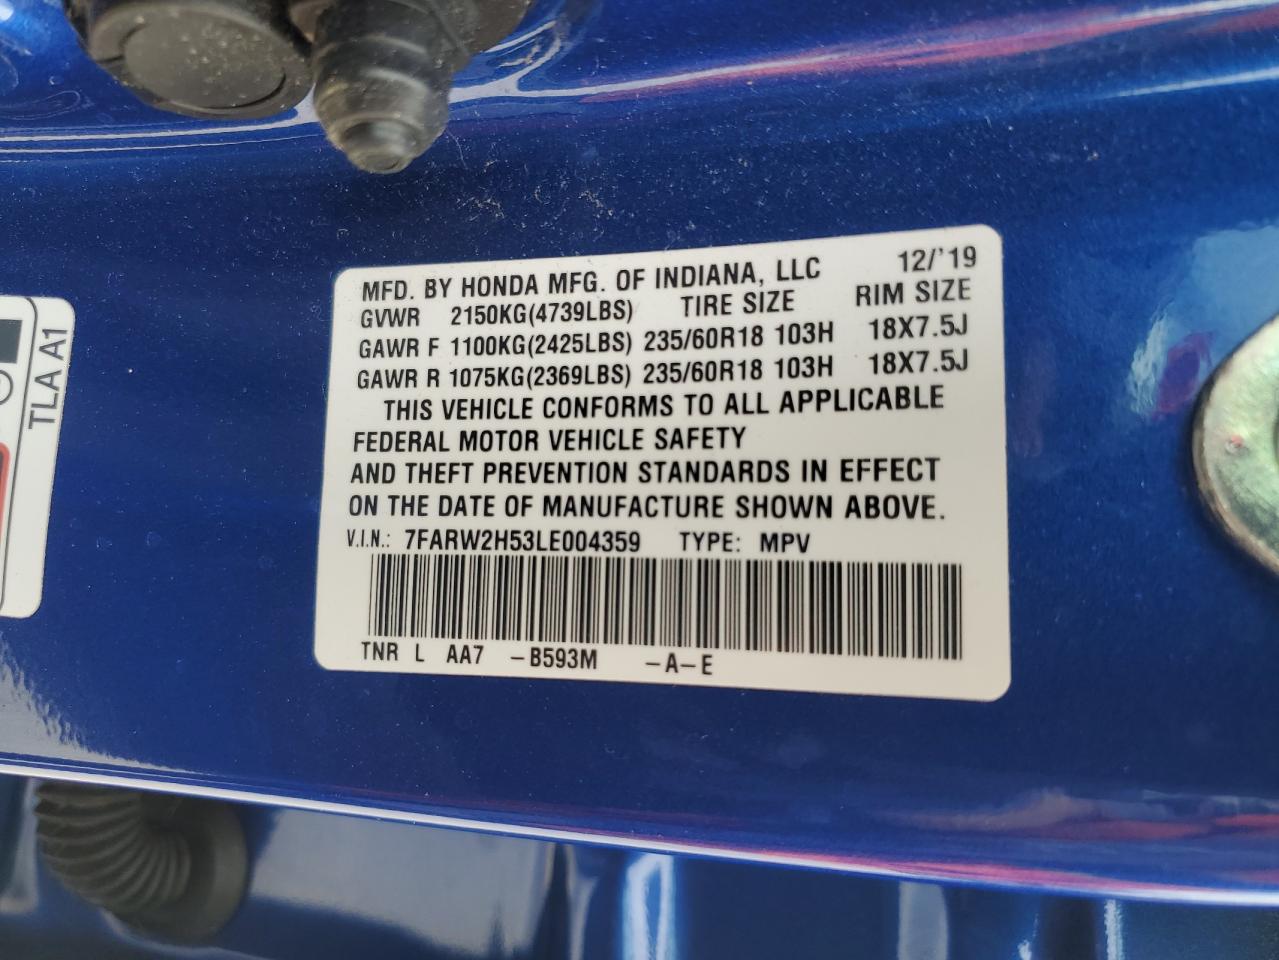 MFD. BY HONDA MFG. OF INDIANA, LLC 12/'19
GVWR 2150KG(4739LBS) TIRE SIZE RIM SIZE
GAWR F 1100KG(2425LBS) 235/60R18 103H 18X7.5J
GAWR R 1075KG(2369LBS) 235/60R18 103H 18X7.5J
THIS VEHICLE CONFORMS TO ALL APPLICABLE
FEDERAL MOTOR VEHICLE SAFETY
AND THEFT PREVENTION STANDARDS IN EFFECT
ON THE DATE OF MANUFACTURE SHOWN ABOVE.
V.I.N.: 7FARW2H53LE004359 TYPE: MPV
TNR L AA7 -B593M -A-E
TLA A1